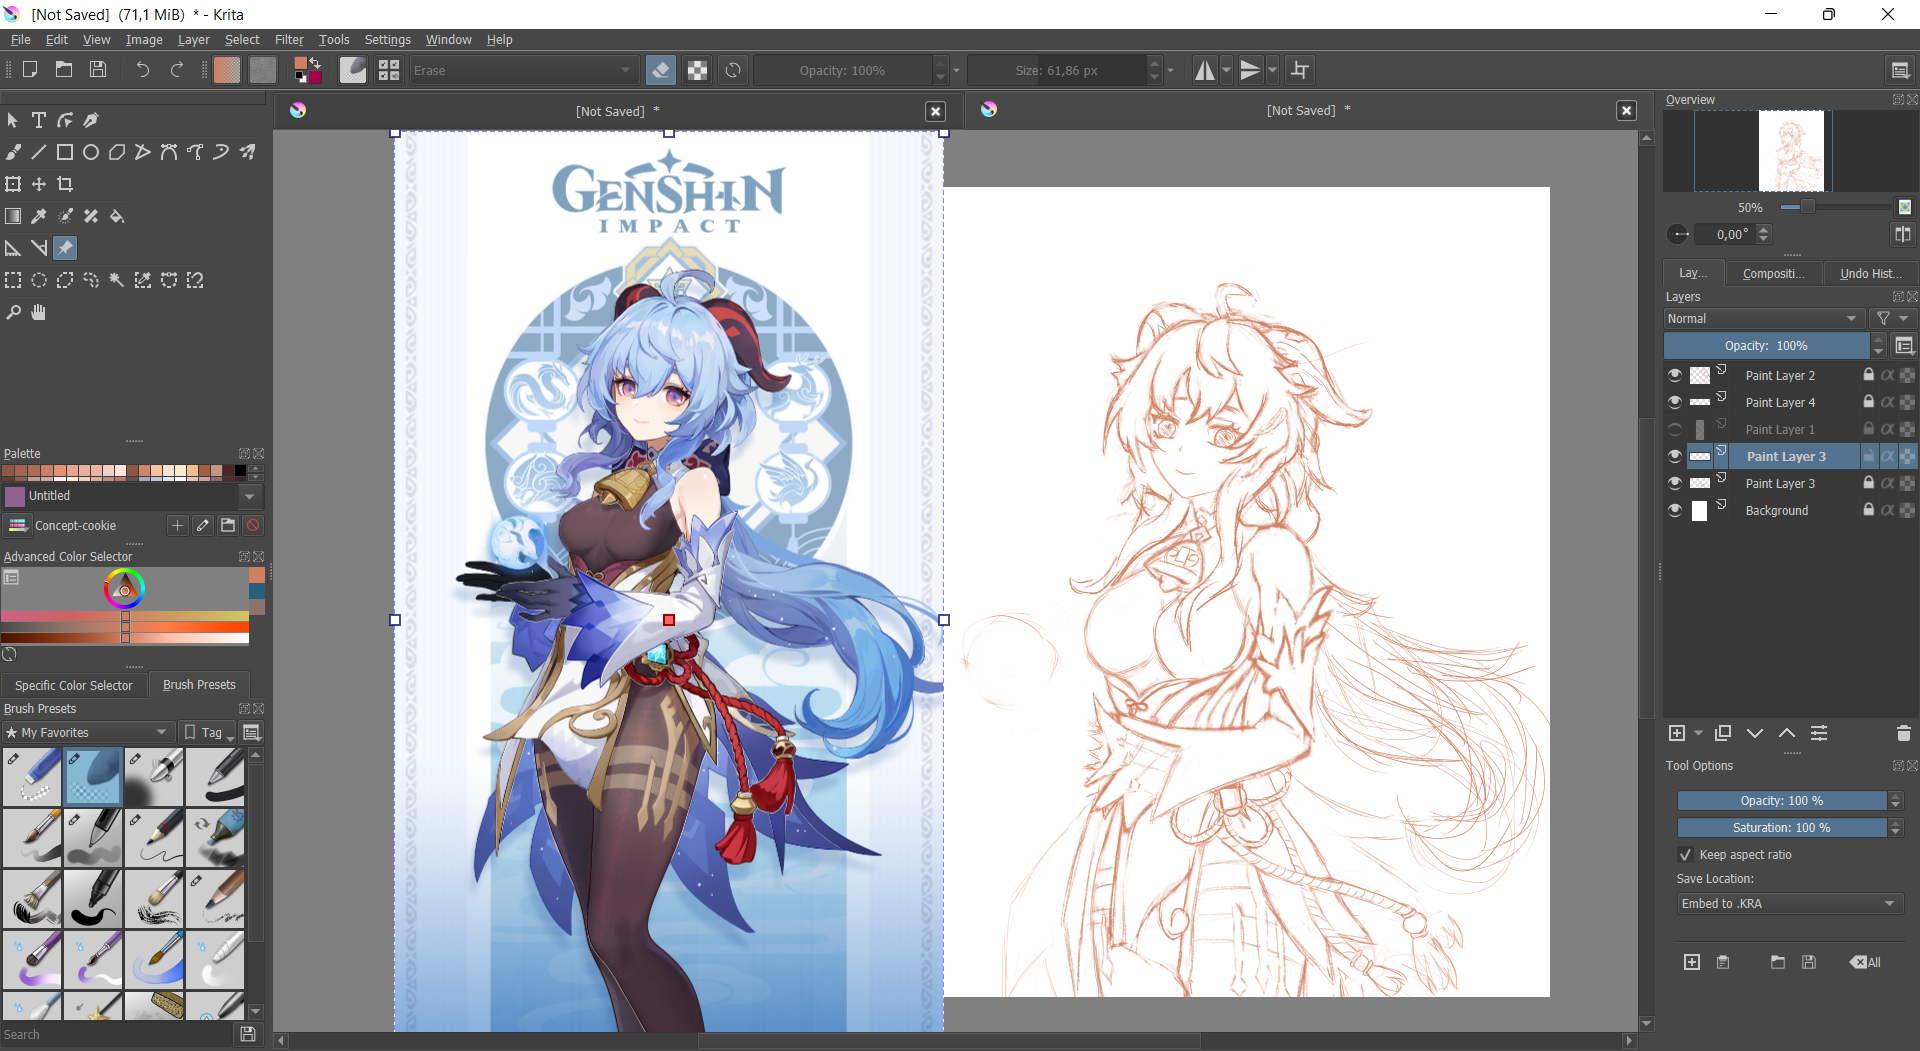 [Not Saved] (71,1 MiB) * - Krita
File Edit View Image Layer Select Filter Tools Settings Window Help
Erase
Opacity: 100%
Size: 61,86 px
[Not Saved] *
[Not Saved] *
GENSHIN
IMPACT
Palette
Untitled
Concept-cookie
Advanced Color Selector
Specific Color Selector
Brush Presets
Brush Presets
My Favorites
Tag
Search
Overview
50%
0,00°
Lay...
Compositi...
Undo Hist...
Layers
Normal
Opacity: 100%
Paint Layer 2
Paint Layer 4
Paint Layer 1
Paint Layer 3
Paint Layer 3
Background
Tool Options
Opacity: 100 %
Saturation: 100 %
Keep aspect ratio
Save Location:
Embed to .KRA
All